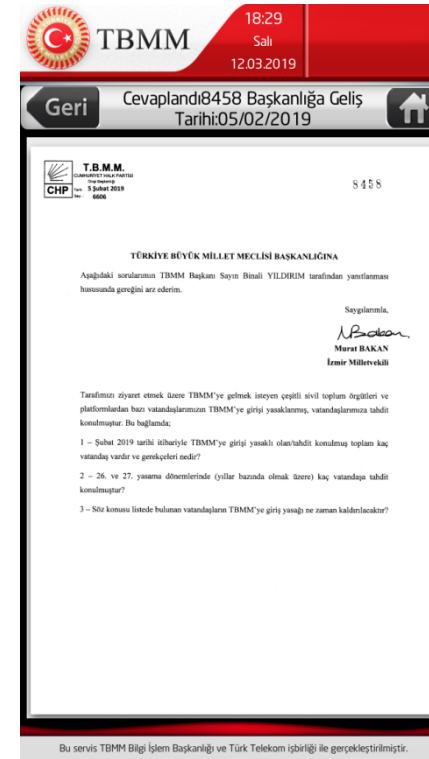 TBMM
18:29
Salı
12.03.2019
Geri
Cevaplandı8458 Başkanlığa Geliş
Tarihi:05/02/2019
T.B.M.M.
CUMHURİYET HALK PARTİSİ
Grup Başkanlığı
Tarih : 5 Şubat 2019
Sayı : 6606
CHP
8458
TÜRKİYE BÜYÜK MİLLET MECLİSİ BAŞKANLIĞINA
Aşağıdaki sorularımın TBMM Başkanı Sayın Binali YILDIRIM tarafından yanıtlanması
hususunda gereğini arz ederim.
Saygılarımla,
Murat BAKAN
İzmir Milletvekili
Tarafımızı ziyaret etmek üzere TBMM'ye gelmek isteyen çeşitli sivil toplum örgütleri ve
platformlardan bazı vatandaşlarımızın TBMM'ye girişi yasaklanmış, vatandaşlarımıza tahdit
konulmuştur. Bu bağlamda;
1 – Şubat 2019 tarihi itibariyle TBMM'ye girişi yasaklı olan/tahdit konulmuş toplam kaç
vatandaş vardır ve gerekçeleri nedir?
2 – 26. ve 27. yasama dönemlerinde (yıllar bazında olmak üzere) kaç vatandaşa tahdit
konulmuştur?
3 – Söz konusu listede bulunan vatandaşların TBMM'ye giriş yasağı ne zaman kaldırılacaktır?
Bu servis TBMM Bilgi İşlem Başkanlığı ve Türk Telekom işbirliği ile gerçekleştirilmiştir.